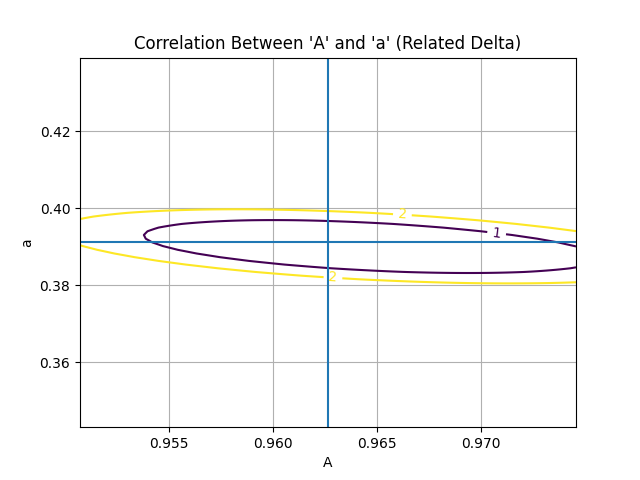 Correlation Between 'A' and 'a' (Related Delta)
0.42
0.40
0.38
0.36
a
2
1
2
0.955 0.960 0.965 0.970
A